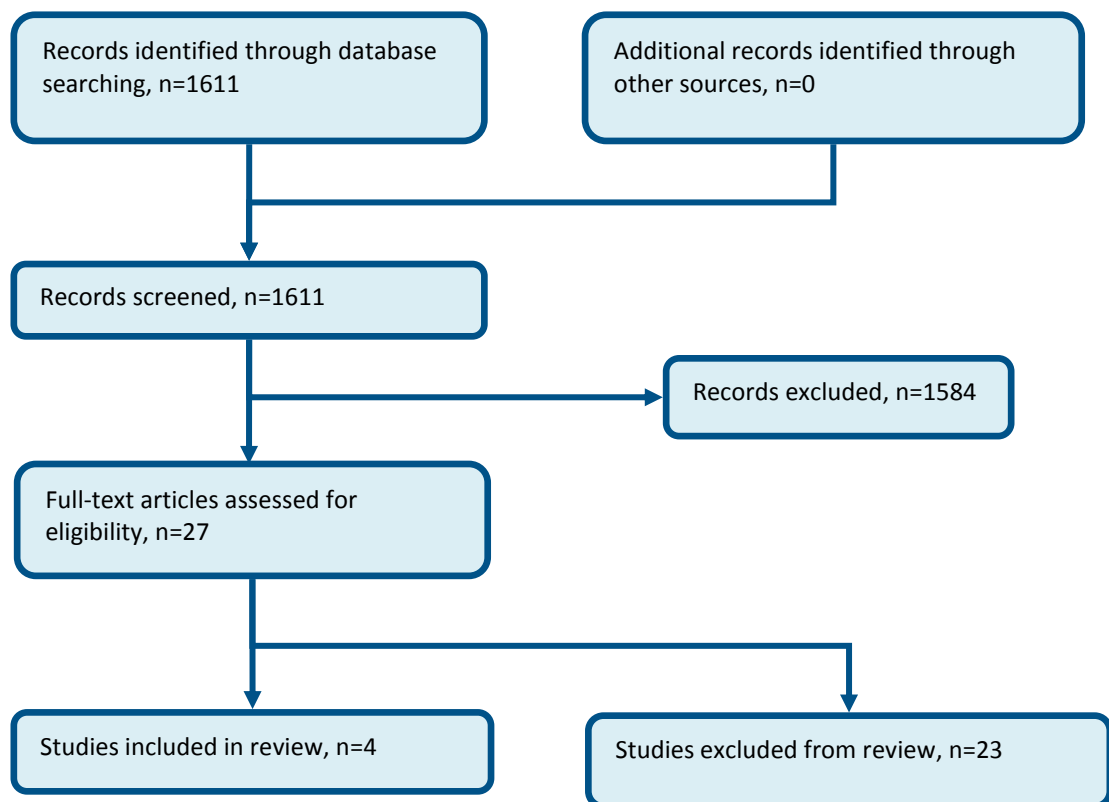 Records identified through database
searching, n=1611
Additional records identified through
other sources, n=0
Records screened, n=1611
Records excluded, n=1584
Full-text articles assessed for
eligibility, n=27
Studies included in review, n=4
Studies excluded from review, n=23